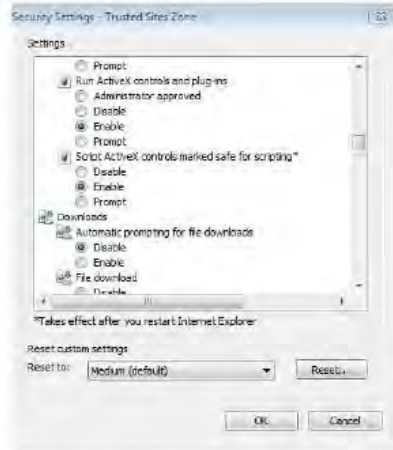 Security Settings - Trusted Sites Zone
Settings
Prompt
Run ActiveX controls and plug-ins
Administrator approved
Disable
Enable
Prompt
Script ActiveX controls marked safe for scripting*
Disable
Enable
Prompt
Downloads
Automatic prompting for file downloads
Disable
Enable
File download
Disable
*Takes effect after you restart Internet Explorer
Reset custom settings
Reset to:
Medium (default)
Reset...
OK
Cancel